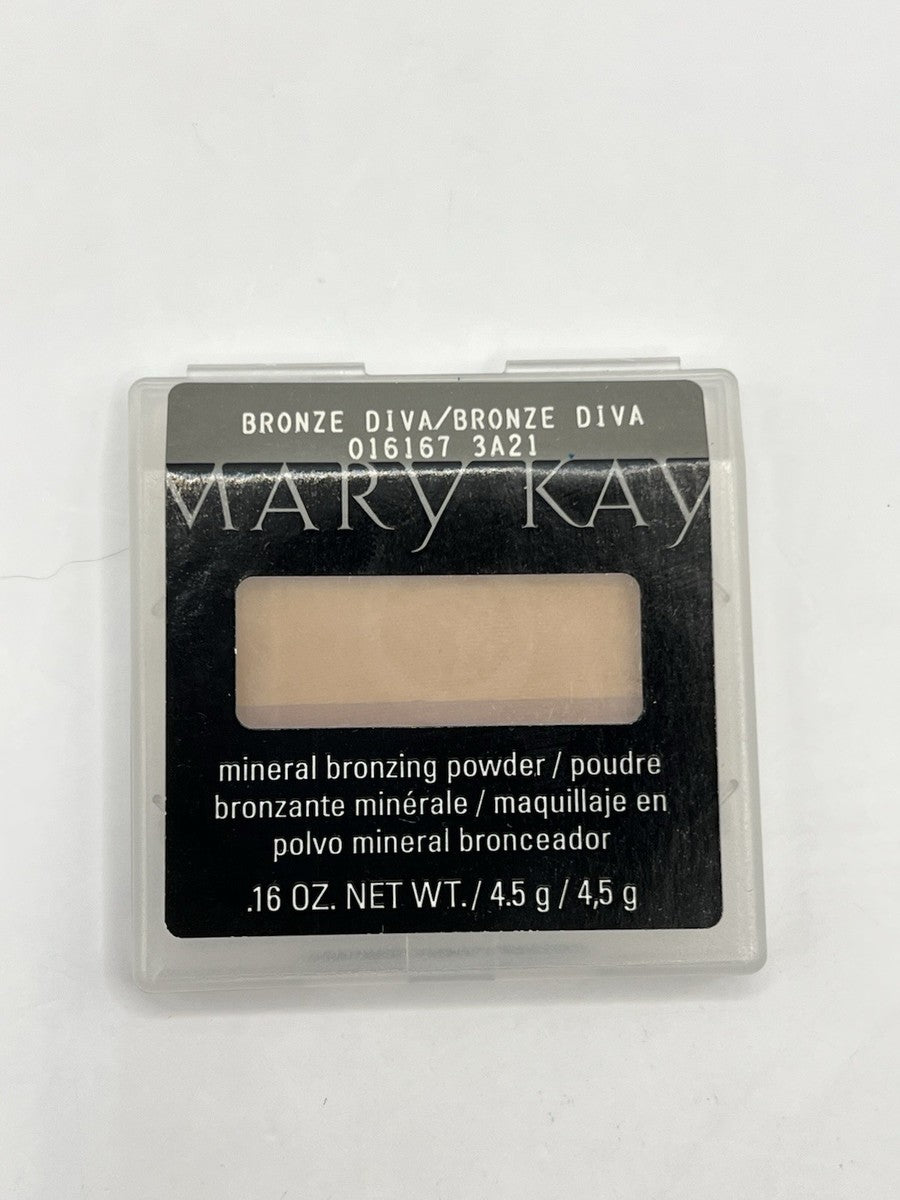 BRONZE DIVA/BRONZE DIVA
016167 3A21
MARY KAY
mineral bronzing powder / poudre
bronzante minérale / maquillaje en
polvo mineral bronceador
.16 OZ. NET WT. / 4.5 g / 4,5 g